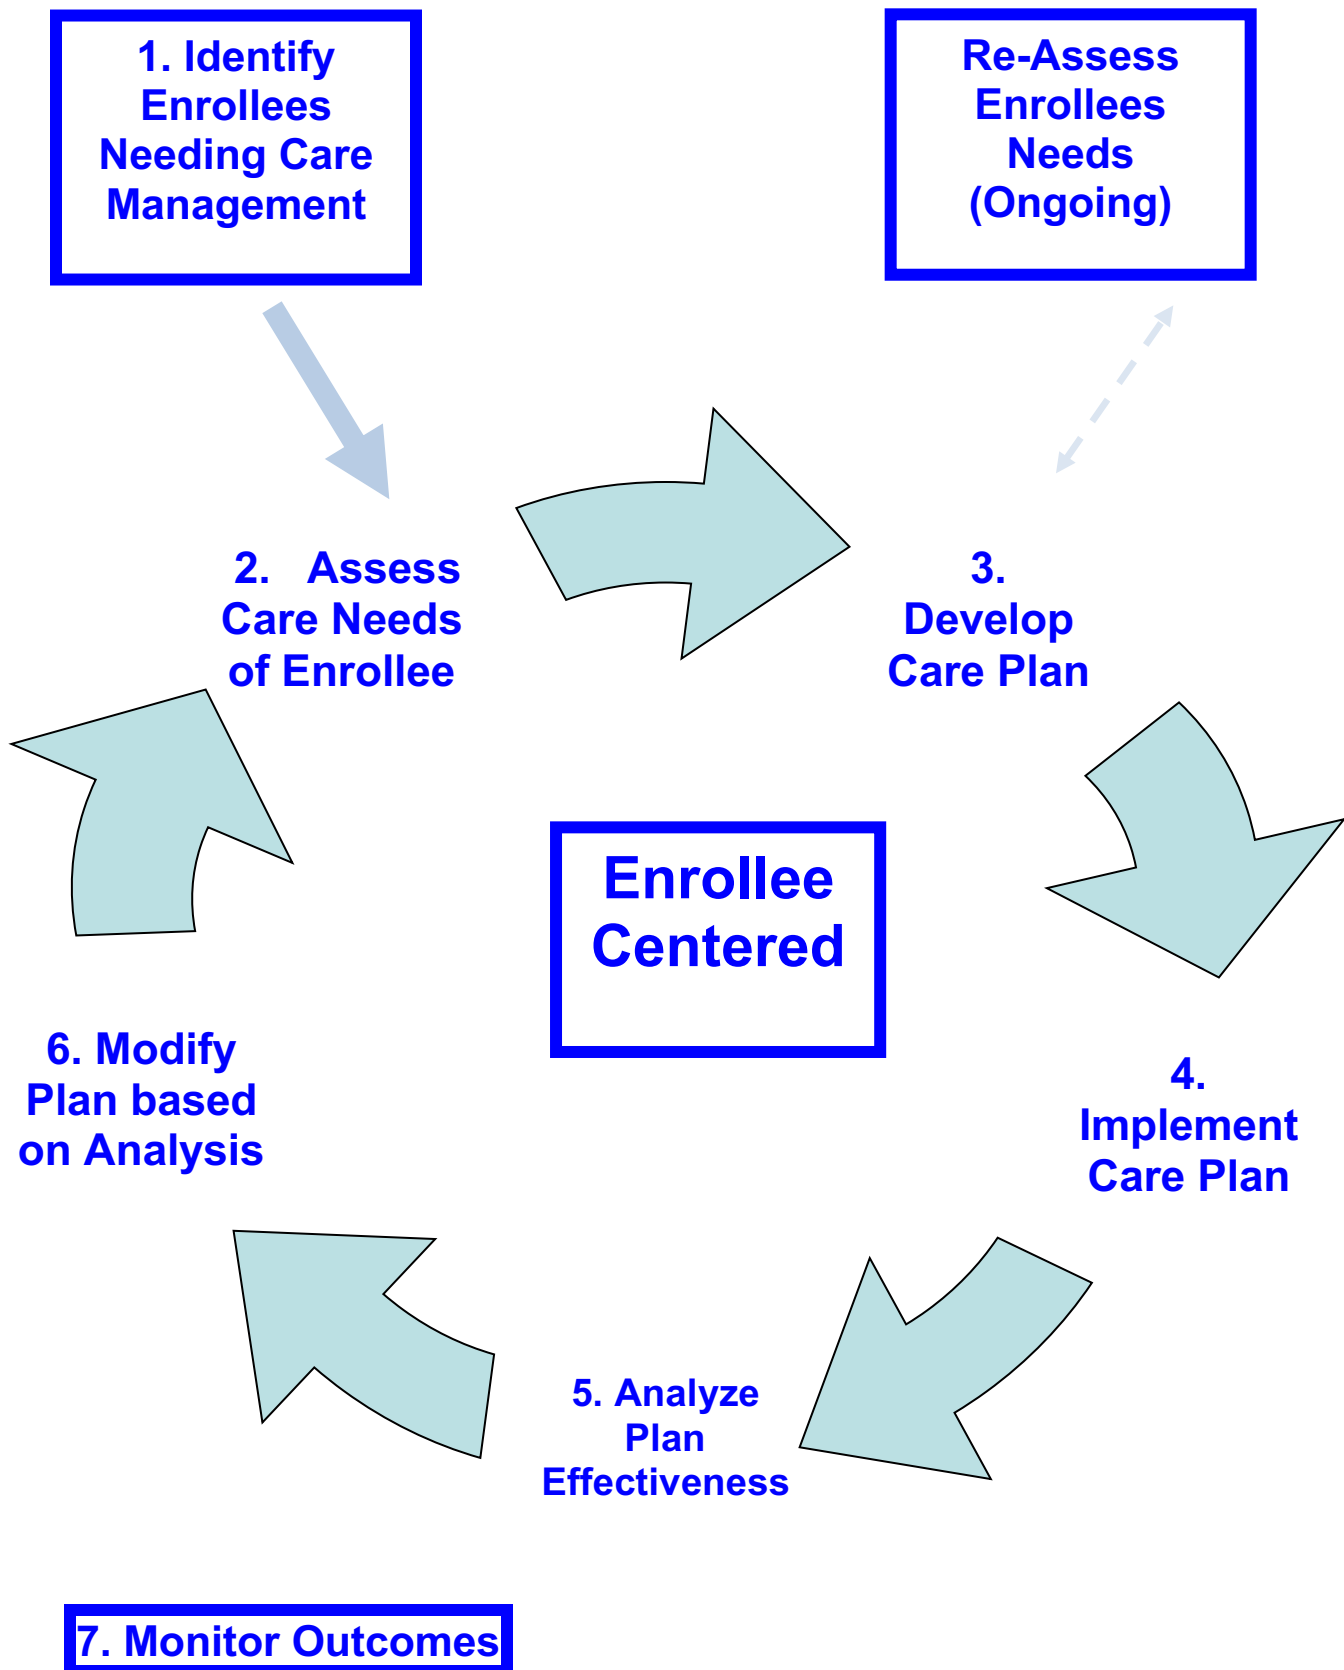 1. Identify
Enrollees
Needing Care
Management
Re-Assess
Enrollees
Needs
(Ongoing)
2. Assess
Care Needs
of Enrollee
3.
Develop
Care Plan
Enrollee
Centered
4.
Implement
Care Plan
5. Analyze
Plan
Effectiveness
6. Modify
Plan based
on Analysis
7. Monitor Outcomes